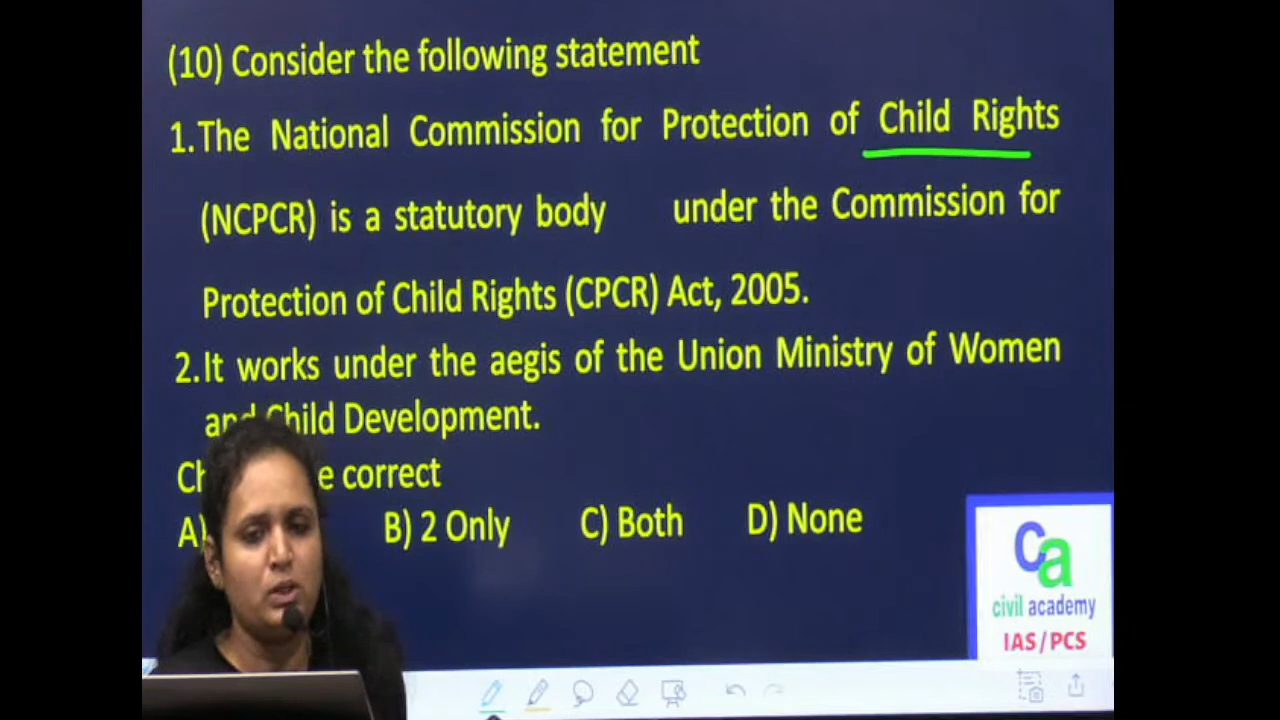 (10) Consider the following statement
1. The National Commission for Protection of Child Rights
(NCPCR) is a statutory body under the Commission for
Protection of Child Rights (CPCR) Act, 2005.
2. It works under the aegis of the Union Ministry of Women
and Child Development.
correct
A) B) 2 Only C) Both D) None
ca
civil academy
IAS/PCS